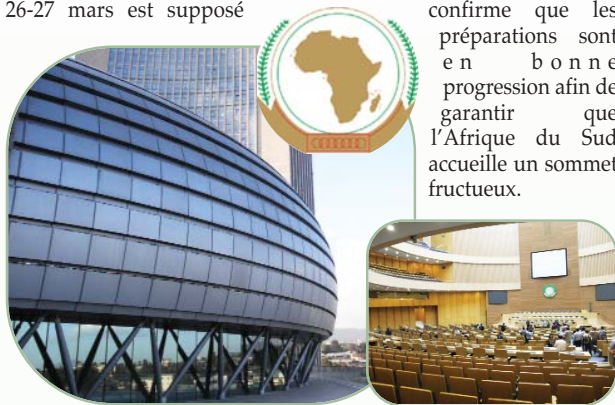 26-27 mars est supposé
confirme que les
préparations sont
en bonne
progression afin de
garantir que
l'Afrique du Sud
accueille un sommet
fructueux.